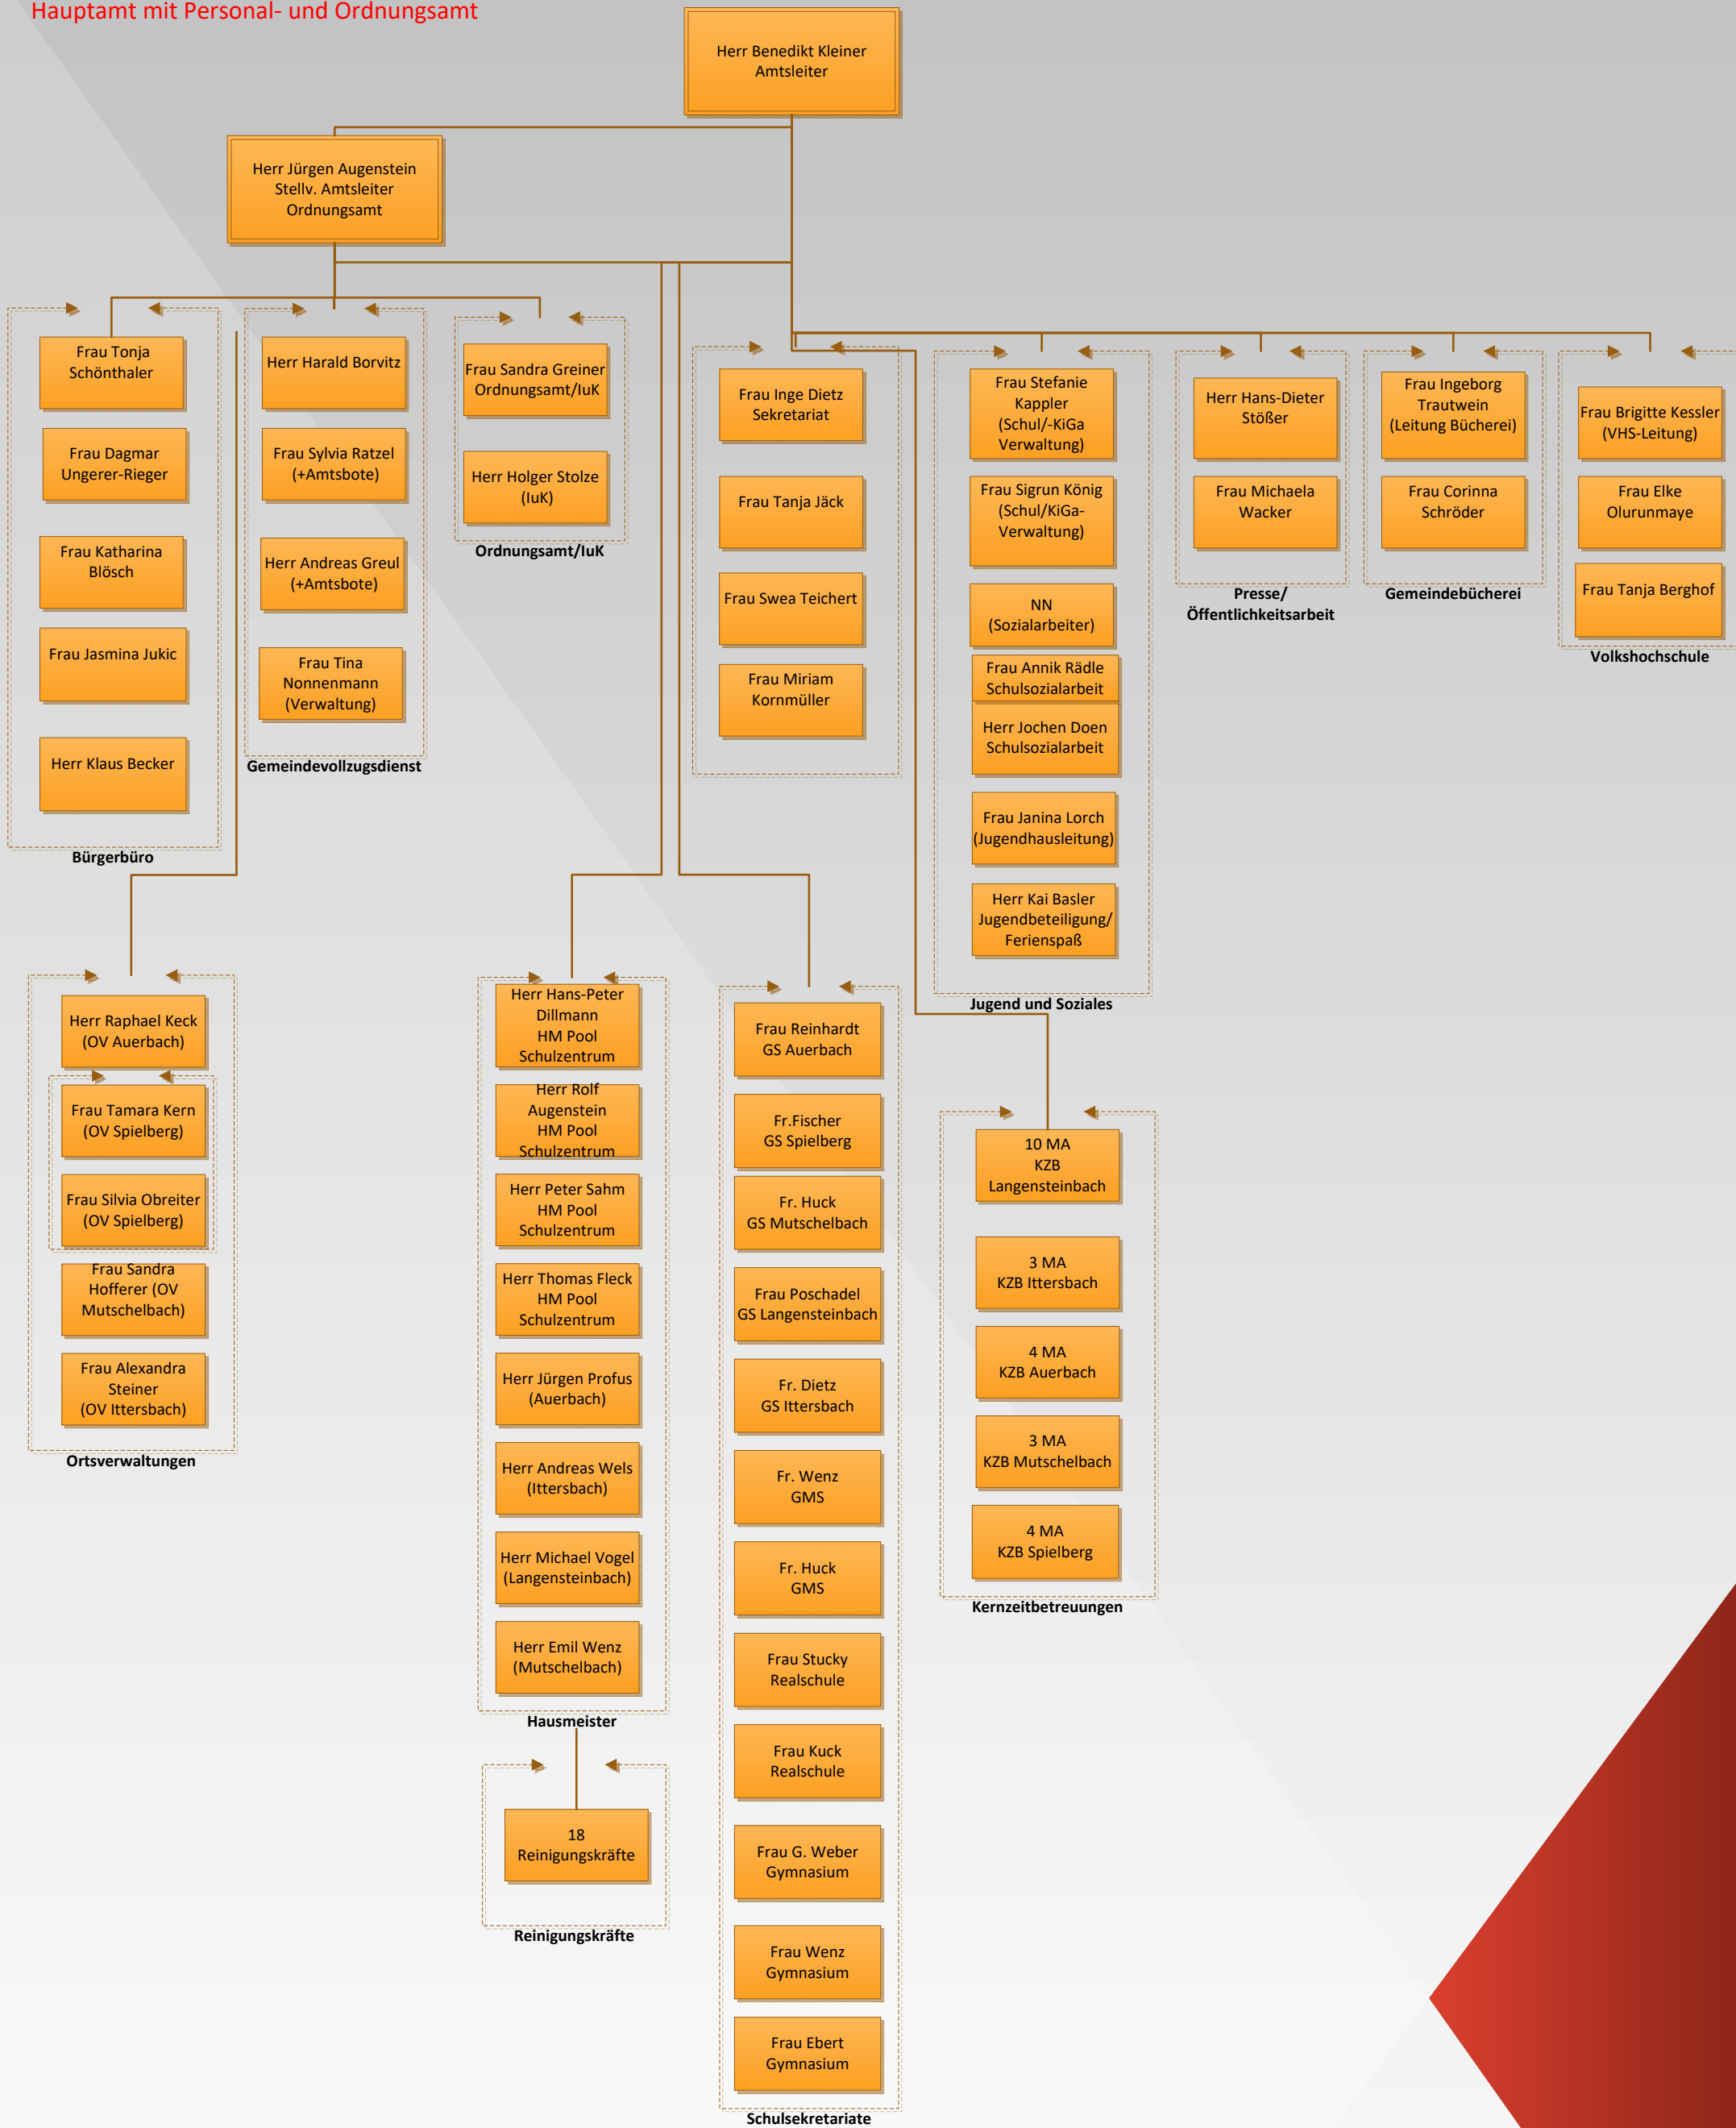 Hauptamt mit Personal- und Ordnungsamt
Herr Benedikt Kleiner
Amtsleiter
Herr Jürgen Augenstein
Stellv. Amtsleiter
Ordnungsamt
Frau Tonja
Schönthaler
Frau Dagmar
Ungerer-Rieger
Frau Katharina
Blösch
Frau Jasmina Jukic
Herr Klaus Becker
Bürgerbüro
Herr Harald Borvitz
Frau Sylvia Ratzel
(+Amtsbote)
Herr Andreas Greul
(+Amtsbote)
Frau Tina
Nonnenmann
(Verwaltung)
Gemeindevollzugsdienst
Frau Sandra Greiner
Ordnungsamt/IuK
Herr Holger Stolze
(IuK)
Ordnungsamt/IuK
Frau Inge Dietz
Sekretariat
Frau Tanja Jäck
Frau Swea Teichert
Frau Miriam
Kornmüller
Frau Stefanie
Kappler
(Schul/-KiGa
Verwaltung)
Frau Sigrun König
(Schul/KiGa-
Verwaltung)
NN
(Sozialarbeiter)
Frau Annik Rädle
Schulsozialarbeit
Herr Jochen Doen
Schulsozialarbeit
Frau Janina Lorch
(Jugendhausleitung)
Herr Kai Basler
Jugendbeteiligung/
Ferienspaß
Jugend und Soziales
Herr Hans-Dieter
Stößer
Frau Michaela
Wacker
Presse/
Öffentlichkeitsarbeit
Frau Ingeborg
Trautwein
(Leitung Bücherei)
Frau Corinna
Schröder
Gemeindebücherei
Frau Brigitte Kessler
(VHS-Leitung)
Frau Elke
Olurunmaye
Frau Tanja Berghof
Volkshochschule
Herr Raphael Keck
(OV Auerbach)
Frau Tamara Kern
(OV Spielberg)
Frau Silvia Obreiter
(OV Spielberg)
Frau Sandra
Hofferer (OV
Mutschelbach)
Frau Alexandra
Steiner
(OV Ittersbach)
Ortsverwaltungen
Herr Hans-Peter
Dillmann
HM Pool
Schulzentrum
Herr Rolf
Augenstein
HM Pool
Schulzentrum
Herr Peter Sahm
HM Pool
Schulzentrum
Herr Thomas Fleck
HM Pool
Schulzentrum
Herr Jürgen Profus
(Auerbach)
Herr Andreas Wels
(Ittersbach)
Herr Michael Vogel
(Langensteinbach)
Herr Emil Wenz
(Mutschelbach)
Hausmeister
18
Reinigungskräfte
Reinigungskräfte
Frau Reinhardt
GS Auerbach
Fr.Fischer
GS Spielberg
Fr. Huck
GS Mutschelbach
Frau Poschadel
GS Langensteinbach
Fr. Dietz
GS Ittersbach
Fr. Wenz
GMS
Fr. Huck
GMS
Frau Stucky
Realschule
Frau Kuck
Realschule
Frau G. Weber
Gymnasium
Frau Wenz
Gymnasium
Frau Ebert
Gymnasium
Schulsekretariate
10 MA
KZB
Langensteinbach
3 MA
KZB Ittersbach
4 MA
KZB Auerbach
3 MA
KZB Mutschelbach
4 MA
KZB Spielberg
Kernzeitbetreuungen